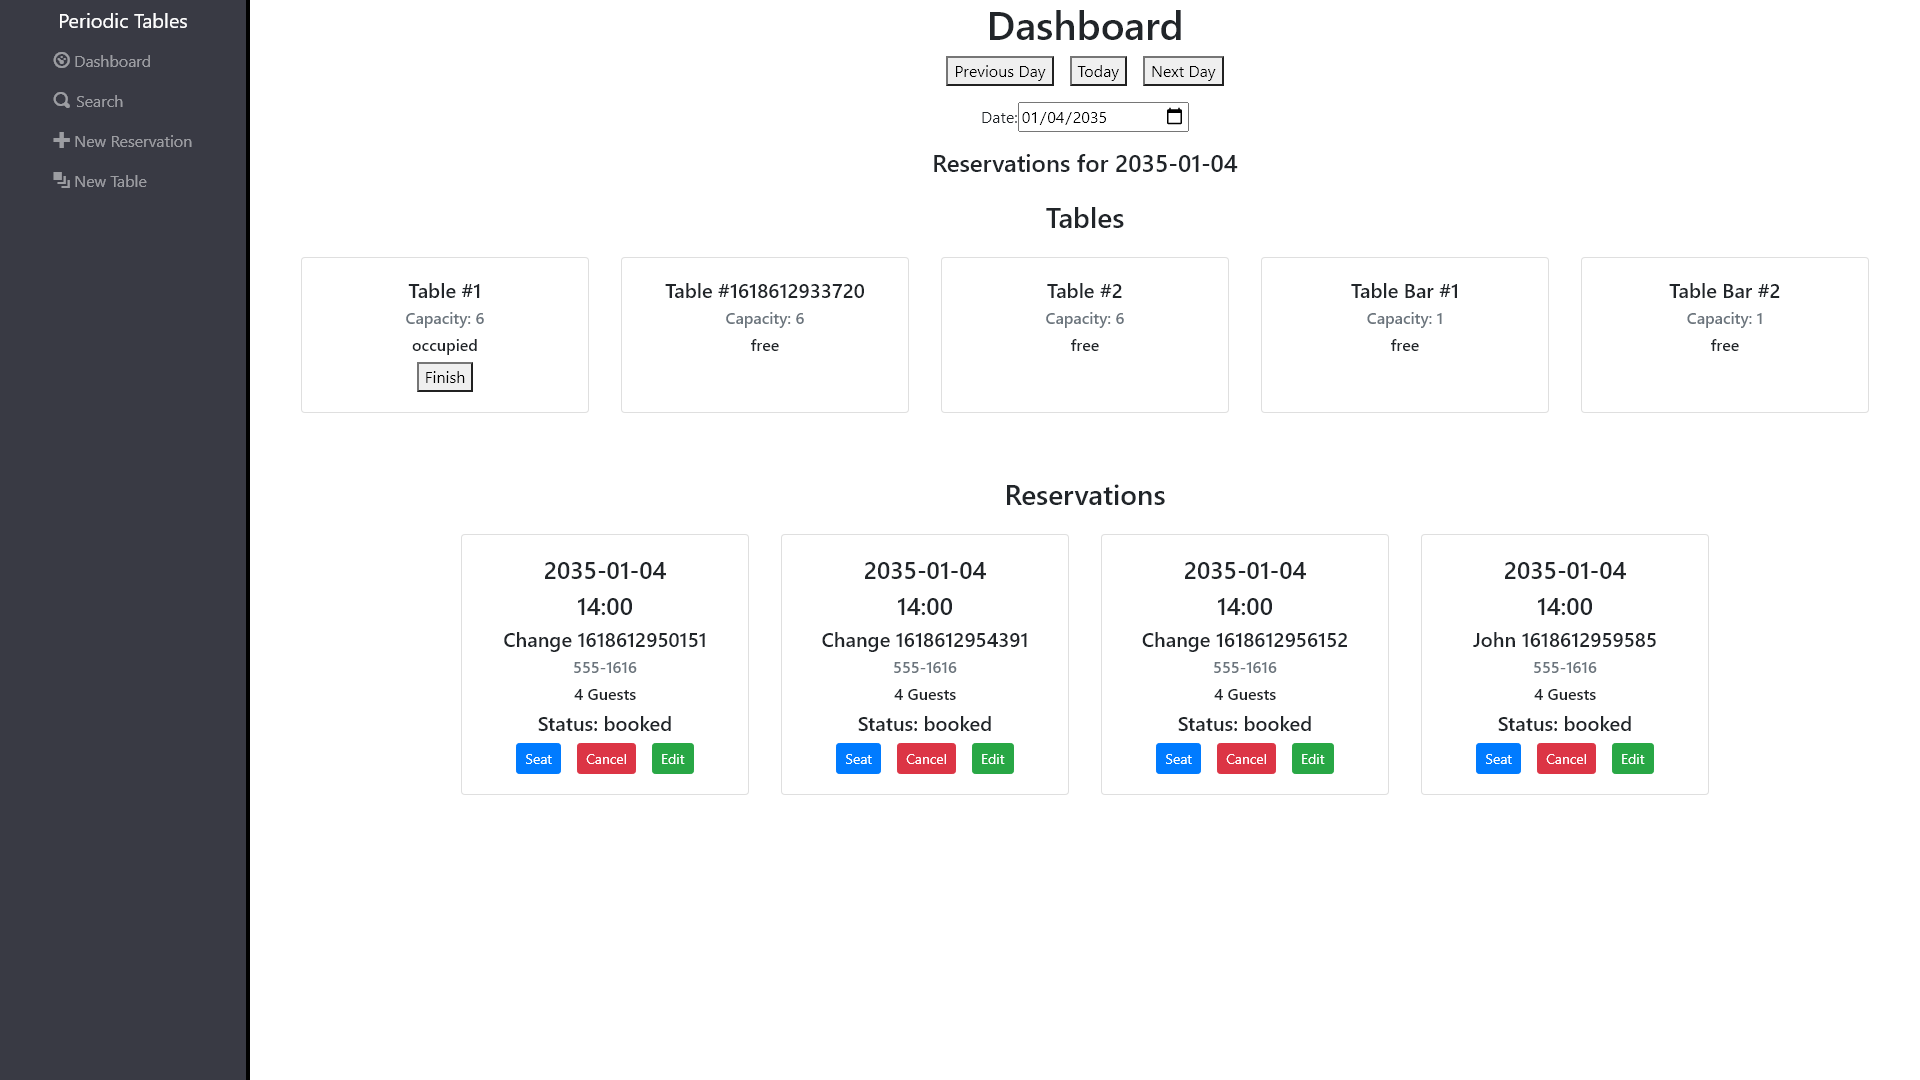 Periodic Tables
Dashboard
Search
New Reservation
New Table
Dashboard
Previous Day Today Next Day
Date: 01/04/2035
Reservations for 2035-01-04
Tables
Table #1
Capacity: 6
occupied
Finish
Table #1618612933720
Capacity: 6
free
Table #2
Capacity: 6
free
Table Bar #1
Capacity: 1
free
Table Bar #2
Capacity: 1
free
Reservations
2035-01-04
14:00
Change 1618612950151
555-1616
4 Guests
Status: booked
Seat Cancel Edit
2035-01-04
14:00
Change 1618612954391
555-1616
4 Guests
Status: booked
Seat Cancel Edit
2035-01-04
14:00
Change 1618612956152
555-1616
4 Guests
Status: booked
Seat Cancel Edit
2035-01-04
14:00
John 1618612959585
555-1616
4 Guests
Status: booked
Seat Cancel Edit